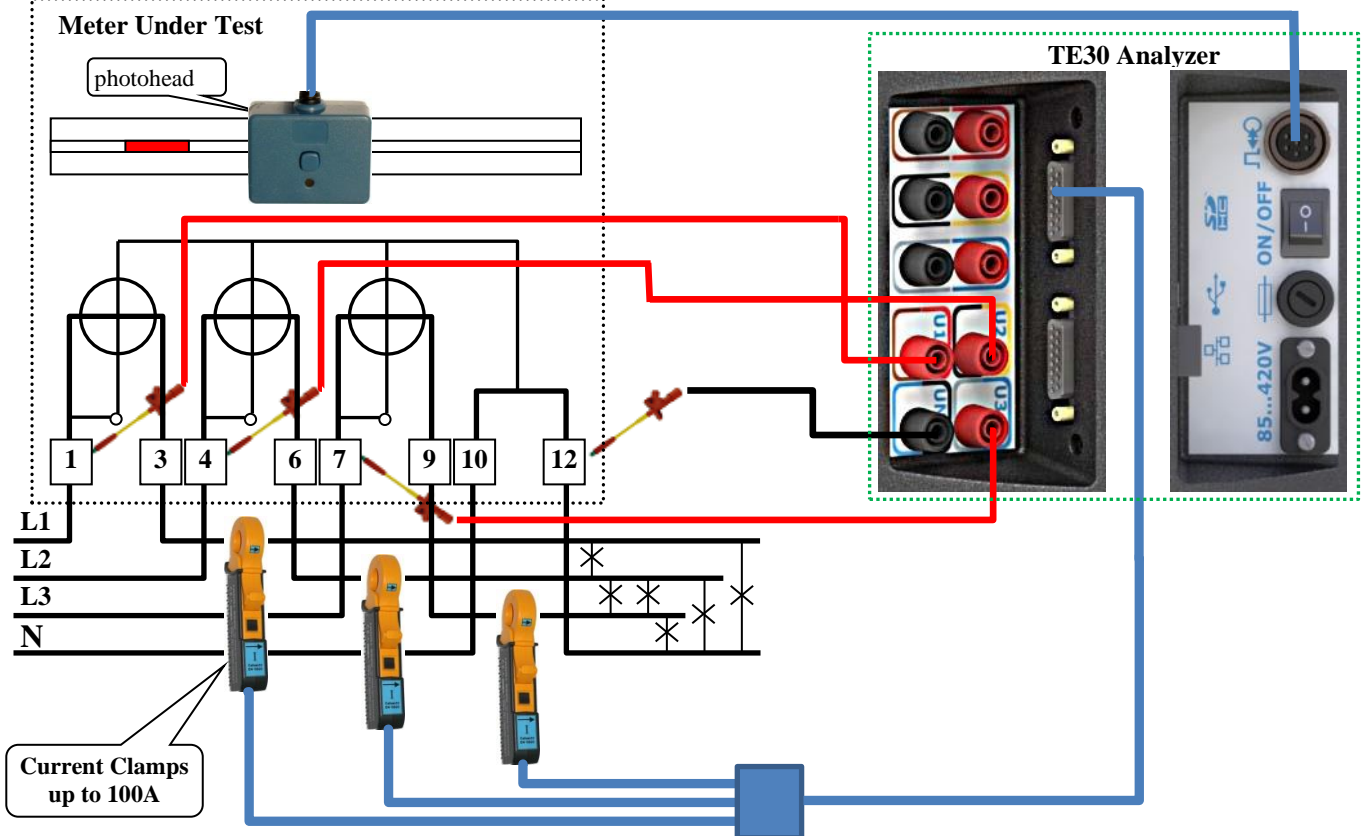 Meter Under Test
photohead
TE30 Analyzer
U1
U2
UN
U3
ON/OFF
85...420V
1
3
4
6
7
9
10
12
L1
L2
L3
N
I
I
I
Current Clamps
up to 100A